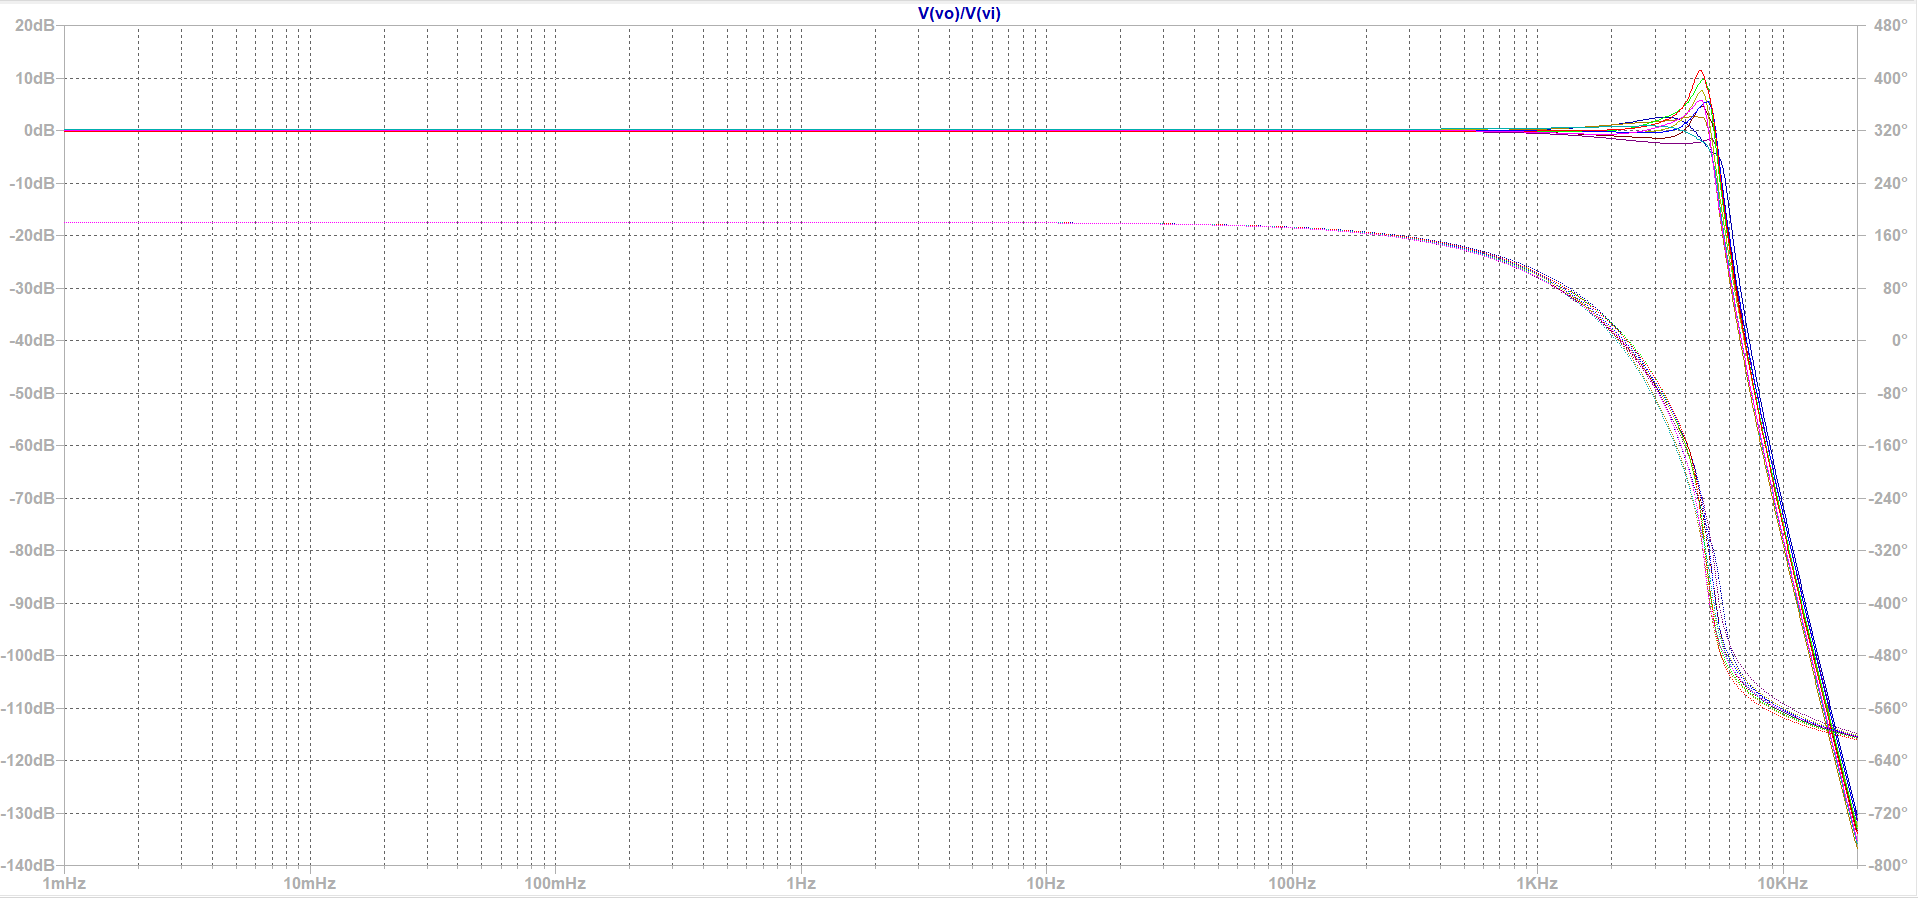 V(vo)/V(vi)
20dB 480°
10dB 400°
0dB 320°
-10dB 240°
-20dB 160°
-30dB 80°
-40dB 0°
-50dB -80°
-60dB -160°
-70dB -240°
-80dB -320°
-90dB -400°
-100dB -480°
-110dB -560°
-120dB -640°
-130dB -720°
-140dB -800°
1mHz 10mHz 100mHz 1Hz 10Hz 100Hz 1KHz 10KHz